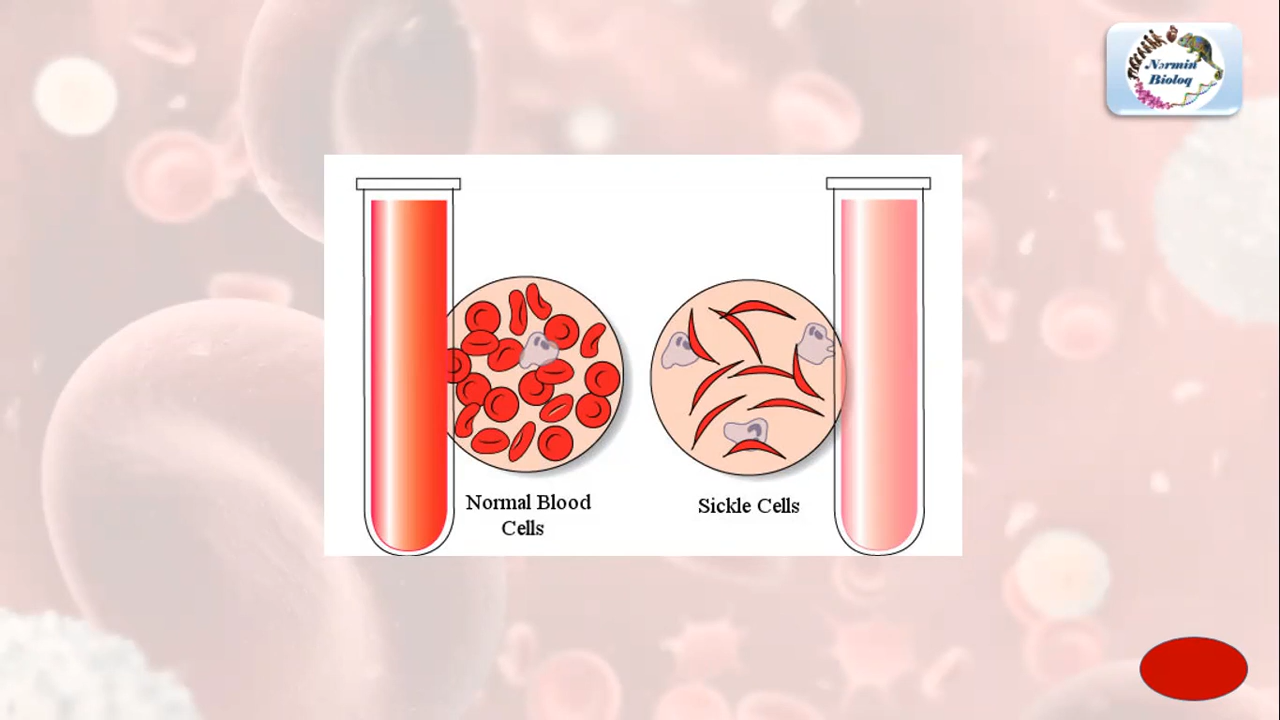 Nərmin
Bioloq
Normal Blood
Cells
Sickle Cells